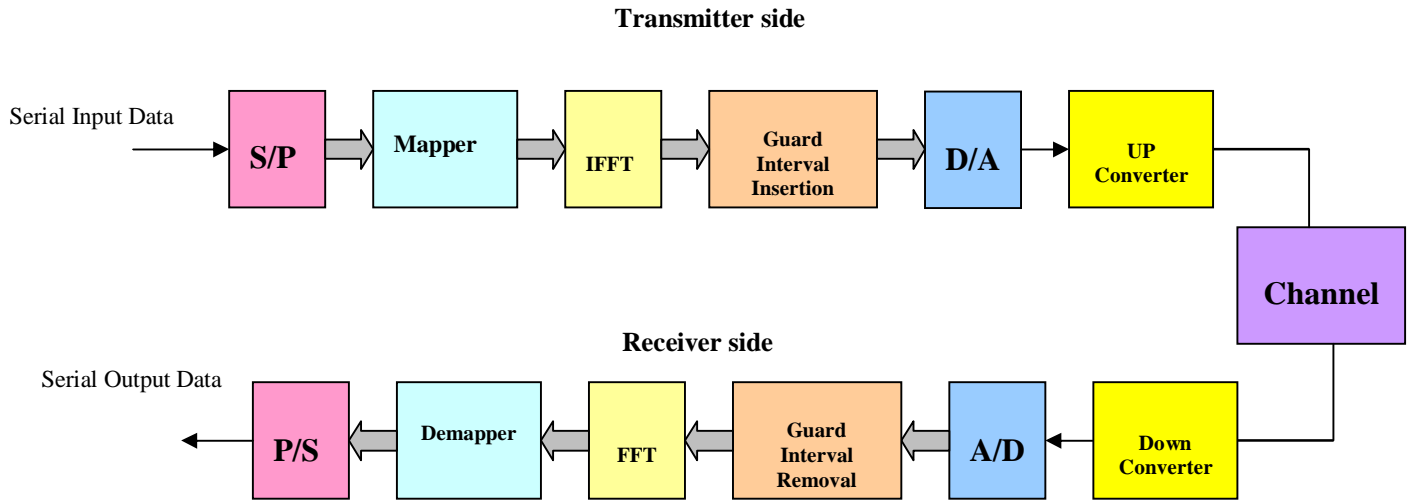 Transmitter side
Serial Input Data
S/P
Mapper
IFFT
Guard
Interval
Insertion
D/A
UP
Converter
Channel
Receiver side
Serial Output Data
P/S
Demapper
FFT
Guard
Interval
Removal
A/D
Down
Converter